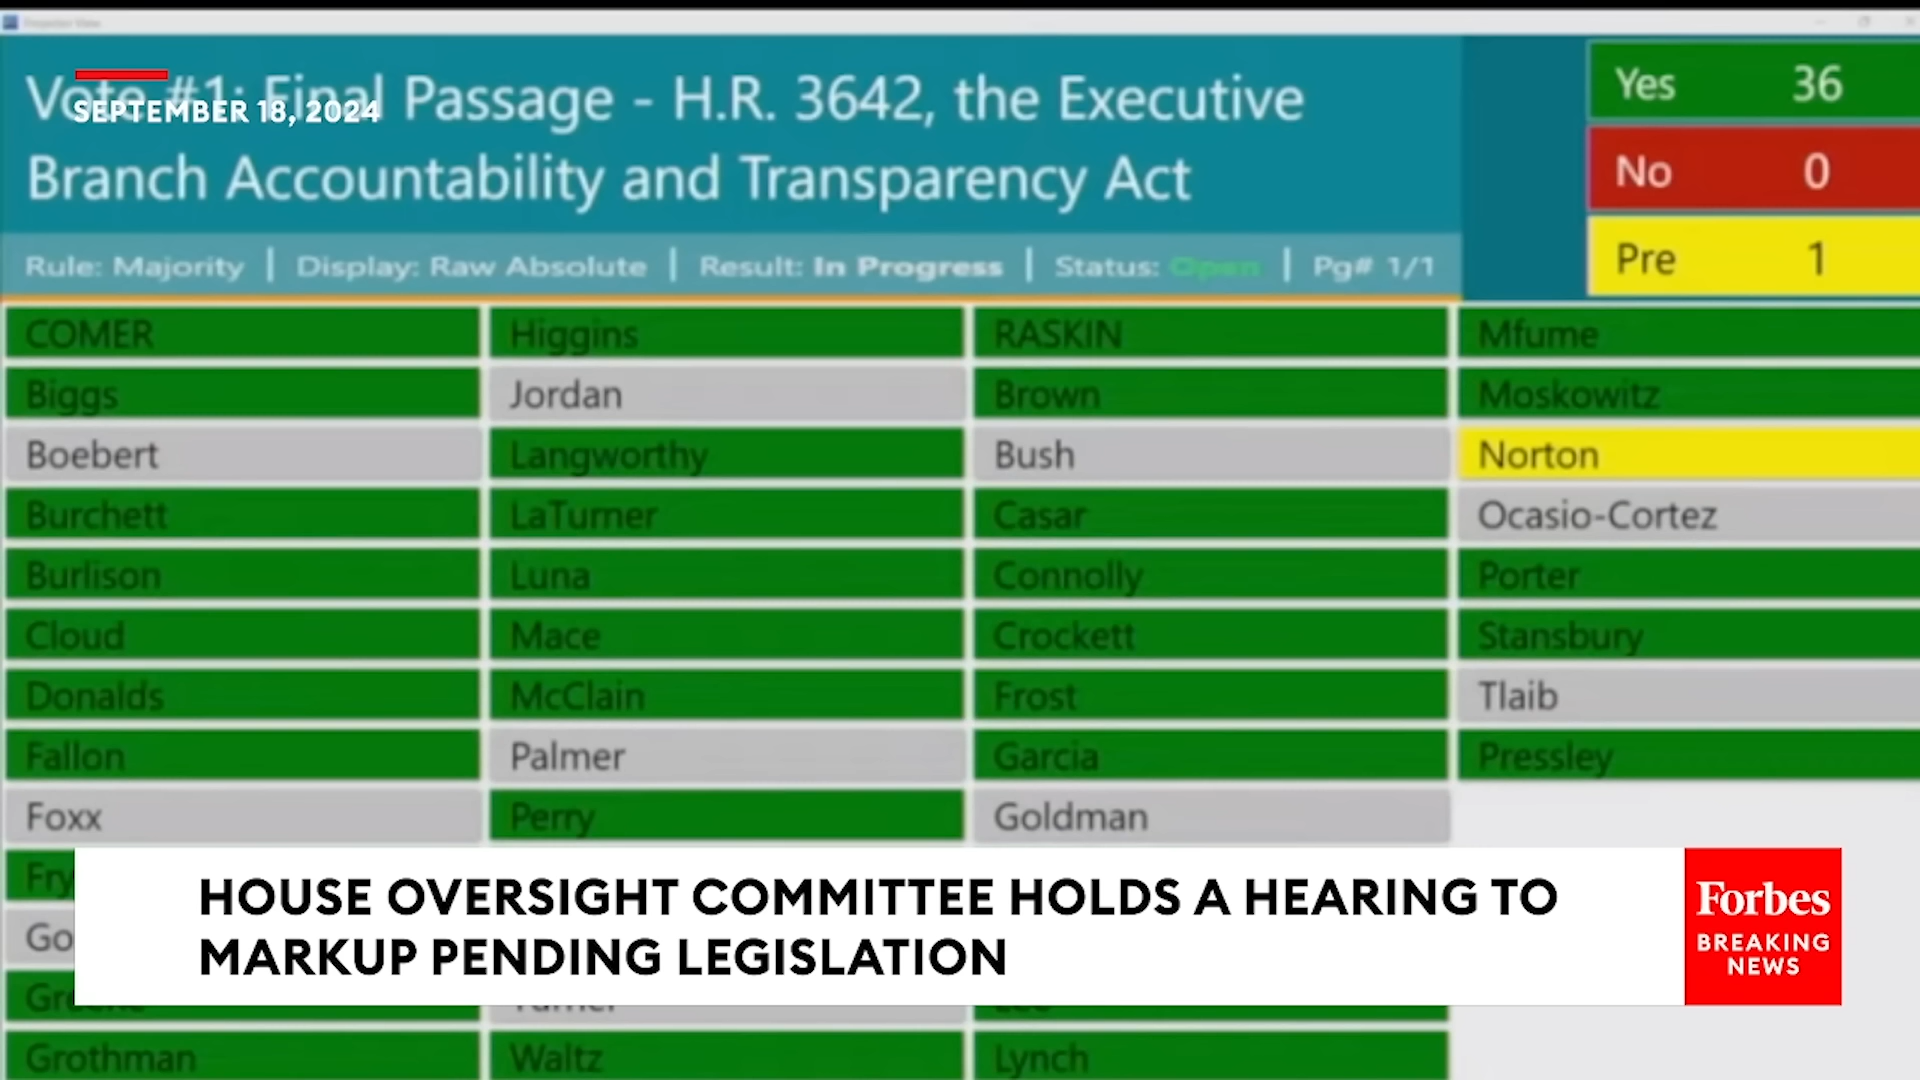 Vote #1: Final Passage - H.R. 3642, the Executive
Branch Accountability and Transparency Act
SEPTEMBER 18, 2024
Yes 36
No 0
Pre 1
Rule: Majority | Display: Raw Absolute | Result: In Progress | Status: Open | Pg# 1/1
COMER Higgins RASKIN Mfume
Biggs Jordan Brown Moskowitz
Boebert Langworthy Bush Norton
Burchett LaTurner Casar Ocasio-Cortez
Burlison Luna Connolly Porter
Cloud Mace Crockett Stansbury
Donalds McClain Frost Tlaib
Fallon Palmer Garcia Pressley
Foxx Perry Goldman
Fry
Go
HOUSE OVERSIGHT COMMITTEE HOLDS A HEARING TO
MARKUP PENDING LEGISLATION
Forbes
BREAKING
NEWS
Grothman Waltz Lynch